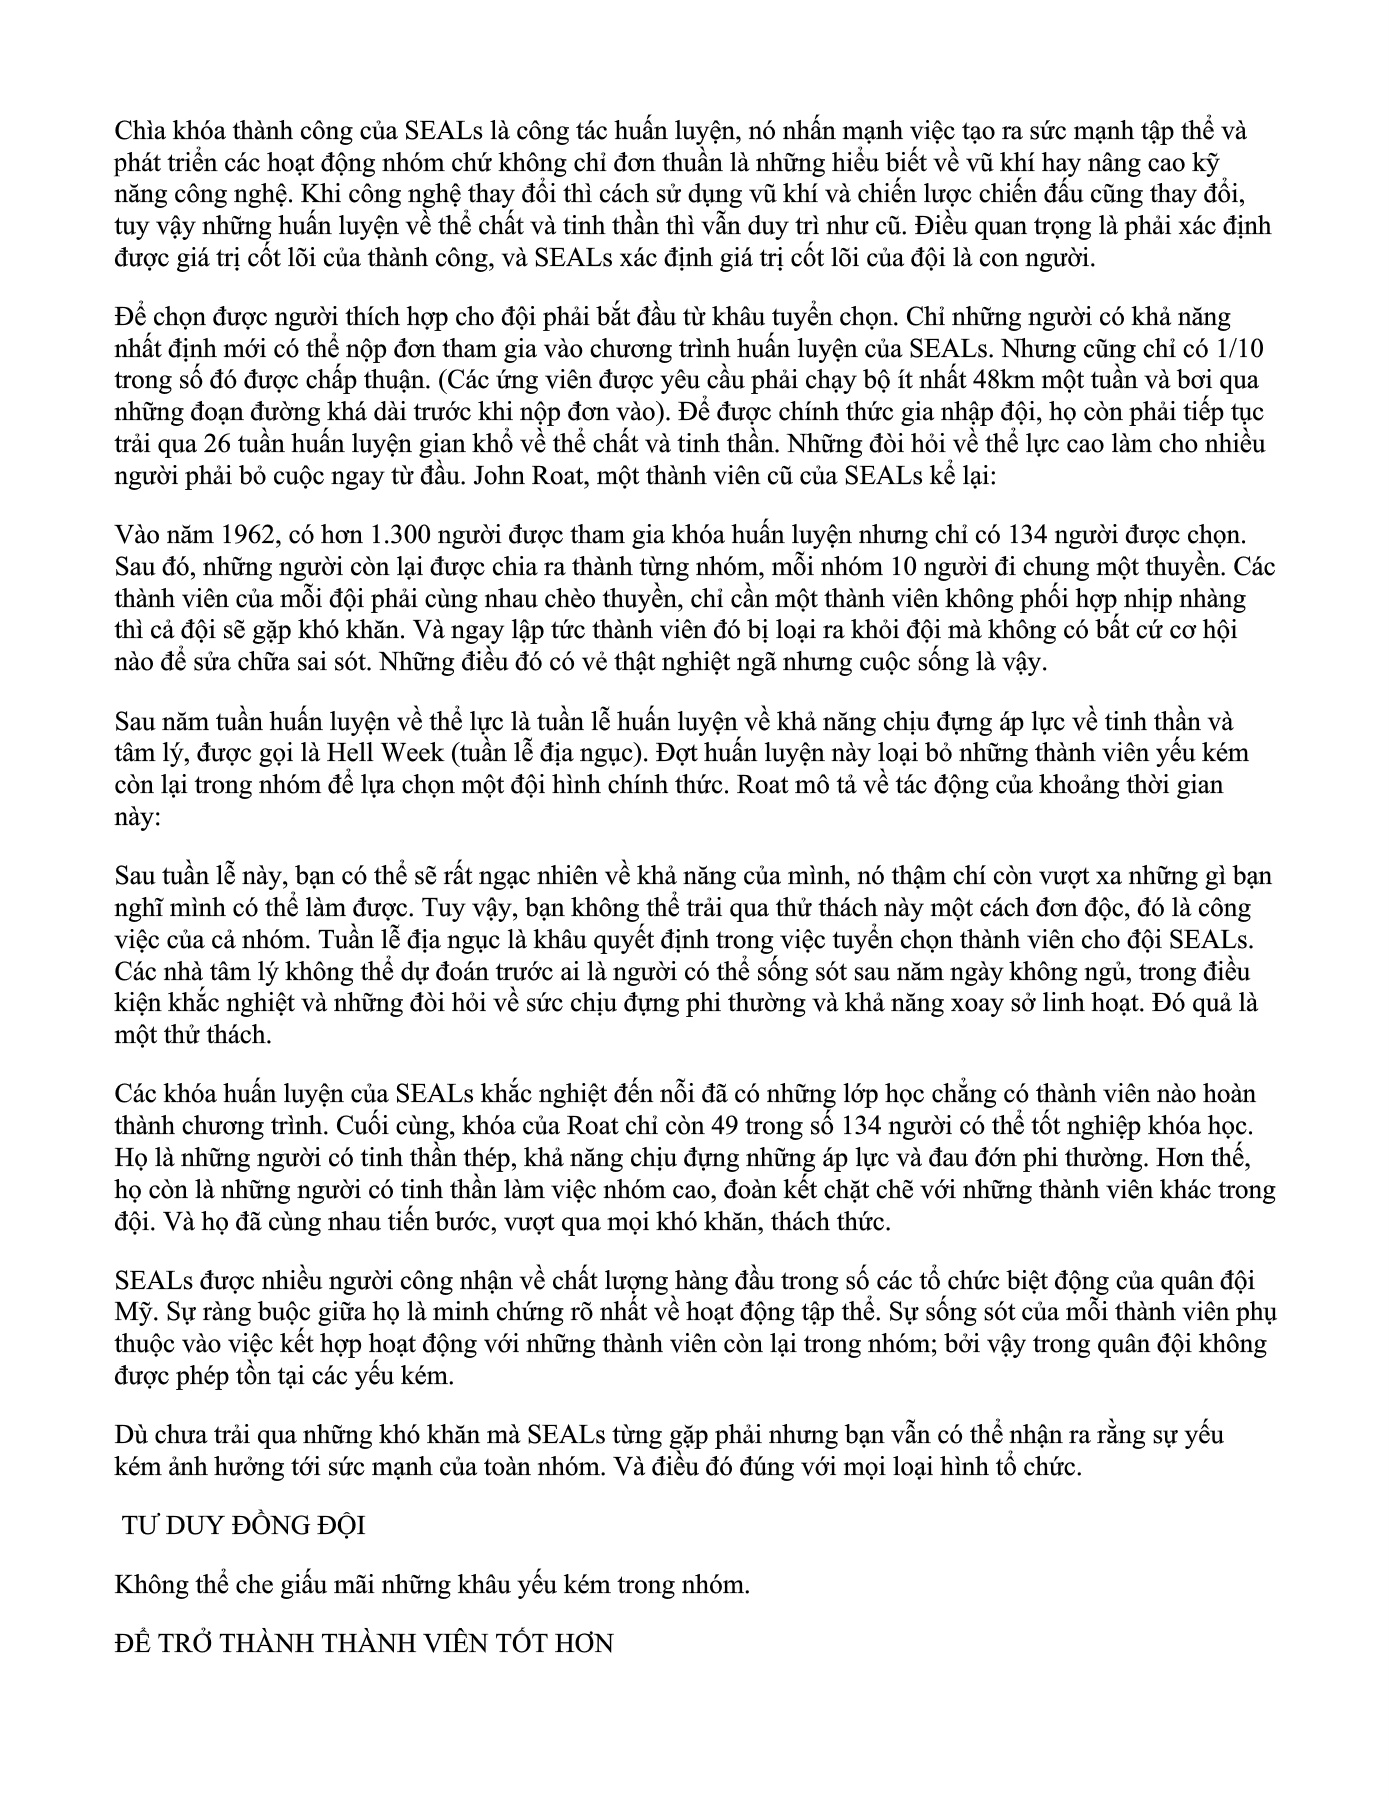 Chìa khóa thành công của SEALs là công tác huấn luyện, nó nhấn mạnh việc tạo ra sức mạnh tập thể và
phát triển các hoạt động nhóm chứ không chỉ đơn thuần là những hiểu biết về vũ khí hay nâng cao kỹ
năng công nghệ. Khi công nghệ thay đổi thì cách sử dụng vũ khí và chiến lược chiến đấu cũng thay đổi,
tuy vậy những huấn luyện về thể chất và tinh thần thì vẫn duy trì như cũ. Điều quan trọng là phải xác định
được giá trị cốt lõi của thành công, và SEALs xác định giá trị cốt lõi của đội là con người.
Để chọn được người thích hợp cho đội phải bắt đầu từ khâu tuyển chọn. Chỉ những người có khả năng
nhất định mới có thể nộp đơn tham gia vào chương trình huấn luyện của SEALs. Nhưng cũng chỉ có 1/10
trong số đó được chấp thuận. (Các ứng viên được yêu cầu phải chạy bộ ít nhất 48km một tuần và bơi qua
những đoạn đường khá dài trước khi nộp đơn vào). Để được chính thức gia nhập đội, họ còn phải tiếp tục
trải qua 26 tuần huấn luyện gian khổ về thể chất và tinh thần. Những đòi hỏi về thể lực cao làm cho nhiều
người phải bỏ cuộc ngay từ đầu. John Roat, một thành viên cũ của SEALs kể lại:
Vào năm 1962, có hơn 1.300 người được tham gia khóa huấn luyện nhưng chỉ có 134 người được chọn.
Sau đó, những người còn lại được chia ra thành từng nhóm, mỗi nhóm 10 người đi chung một thuyền. Các
thành viên của mỗi đội phải cùng nhau chèo thuyền, chỉ cần một thành viên không phối hợp nhịp nhàng
thì cả đội sẽ gặp khó khăn. Và ngay lập tức thành viên đó bị loại ra khỏi đội mà không có bất cứ cơ hội
nào để sửa chữa sai sót. Những điều đó có vẻ thật nghiệt ngã nhưng cuộc sống là vậy.
Sau năm tuần huấn luyện về thể lực là tuần lễ huấn luyện về khả năng chịu đựng áp lực về tinh thần và
tâm lý, được gọi là Hell Week (tuần lễ địa ngục). Đợt huấn luyện này loại bỏ những thành viên yếu kém
còn lại trong nhóm để lựa chọn một đội hình chính thức. Roat mô tả về tác động của khoảng thời gian
này:
Sau tuần lễ này, bạn có thể sẽ rất ngạc nhiên về khả năng của mình, nó thậm chí còn vượt xa những gì bạn
nghĩ mình có thể làm được. Tuy vậy, bạn không thể trải qua thử thách này một cách đơn độc, đó là công
việc của cả nhóm. Tuần lễ địa ngục là khâu quyết định trong việc tuyển chọn thành viên cho đội SEALs.
Các nhà tâm lý không thể dự đoán trước ai là người có thể sống sót sau năm ngày không ngủ, trong điều
kiện khắc nghiệt và những đòi hỏi về sức chịu đựng phi thường và khả năng xoay sở linh hoạt. Đó quả là
một thử thách.
Các khóa huấn luyện của SEALs khắc nghiệt đến nỗi đã có những lớp học chẳng có thành viên nào hoàn
thành chương trình. Cuối cùng, khóa của Roat chỉ còn 49 trong số 134 người có thể tốt nghiệp khóa học.
Họ là những người có tinh thần thép, khả năng chịu đựng những áp lực và đau đớn phi thường. Hơn thế,
họ còn là những người có tinh thần làm việc nhóm cao, đoàn kết chặt chẽ với những thành viên khác trong
đội. Và họ đã cùng nhau tiến bước, vượt qua mọi khó khăn, thách thức.
SEALs được nhiều người công nhận về chất lượng hàng đầu trong số các tổ chức biệt động của quân đội
Mỹ. Sự ràng buộc giữa họ là minh chứng rõ nhất về hoạt động tập thể. Sự sống sót của mỗi thành viên phụ
thuộc vào việc kết hợp hoạt động với những thành viên còn lại trong nhóm; bởi vậy trong quân đội không
được phép tồn tại các yếu kém.
Dù chưa trải qua những khó khăn mà SEALs từng gặp phải nhưng bạn vẫn có thể nhận ra rằng sự yếu
kém ảnh hưởng tới sức mạnh của toàn nhóm. Và điều đó đúng với mọi loại hình tổ chức.
TƯ DUY ĐỒNG ĐỘI
Không thể che giấu mãi những khâu yếu kém trong nhóm.
ĐỂ TRỞ THÀNH THÀNH VIÊN TỐT HƠN